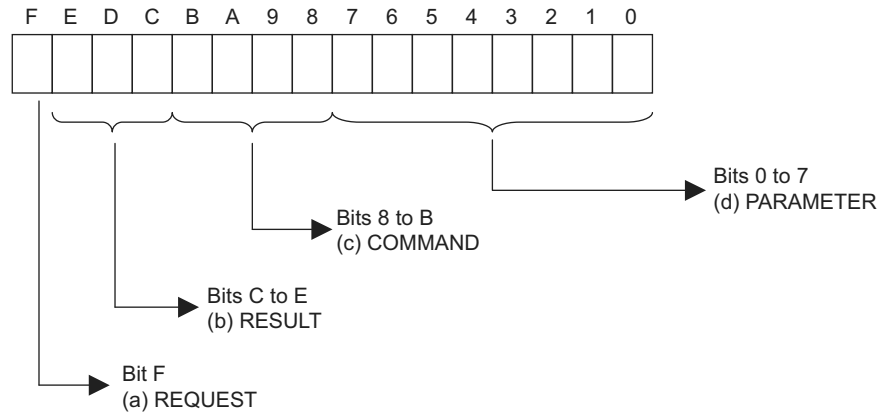 F E D C B A 9 8 7 6 5 4 3 2 1 0
Bits 0 to 7
(d) PARAMETER
Bits 8 to B
(c) COMMAND
Bits C to E
(b) RESULT
Bit F
(a) REQUEST